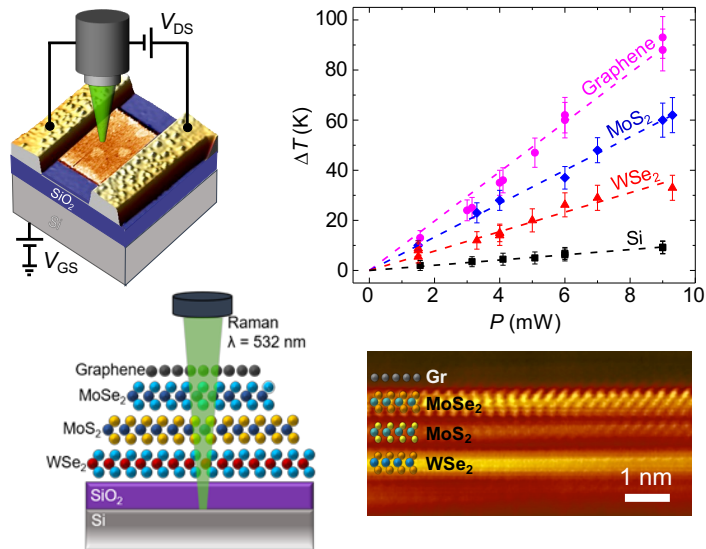 V_DS
SiO₂
Si
V_GS
ΔT (K)
100
80
60
40
20
0
Graphene
MoS₂
WSe₂
Si
0
2
4
6
8
10
P (mW)
Raman
λ = 532 nm
Graphene
MoSe₂
MoS₂
WSe₂
SiO₂
Si
Gr
MoSe₂
MoS₂
WSe₂
1 nm